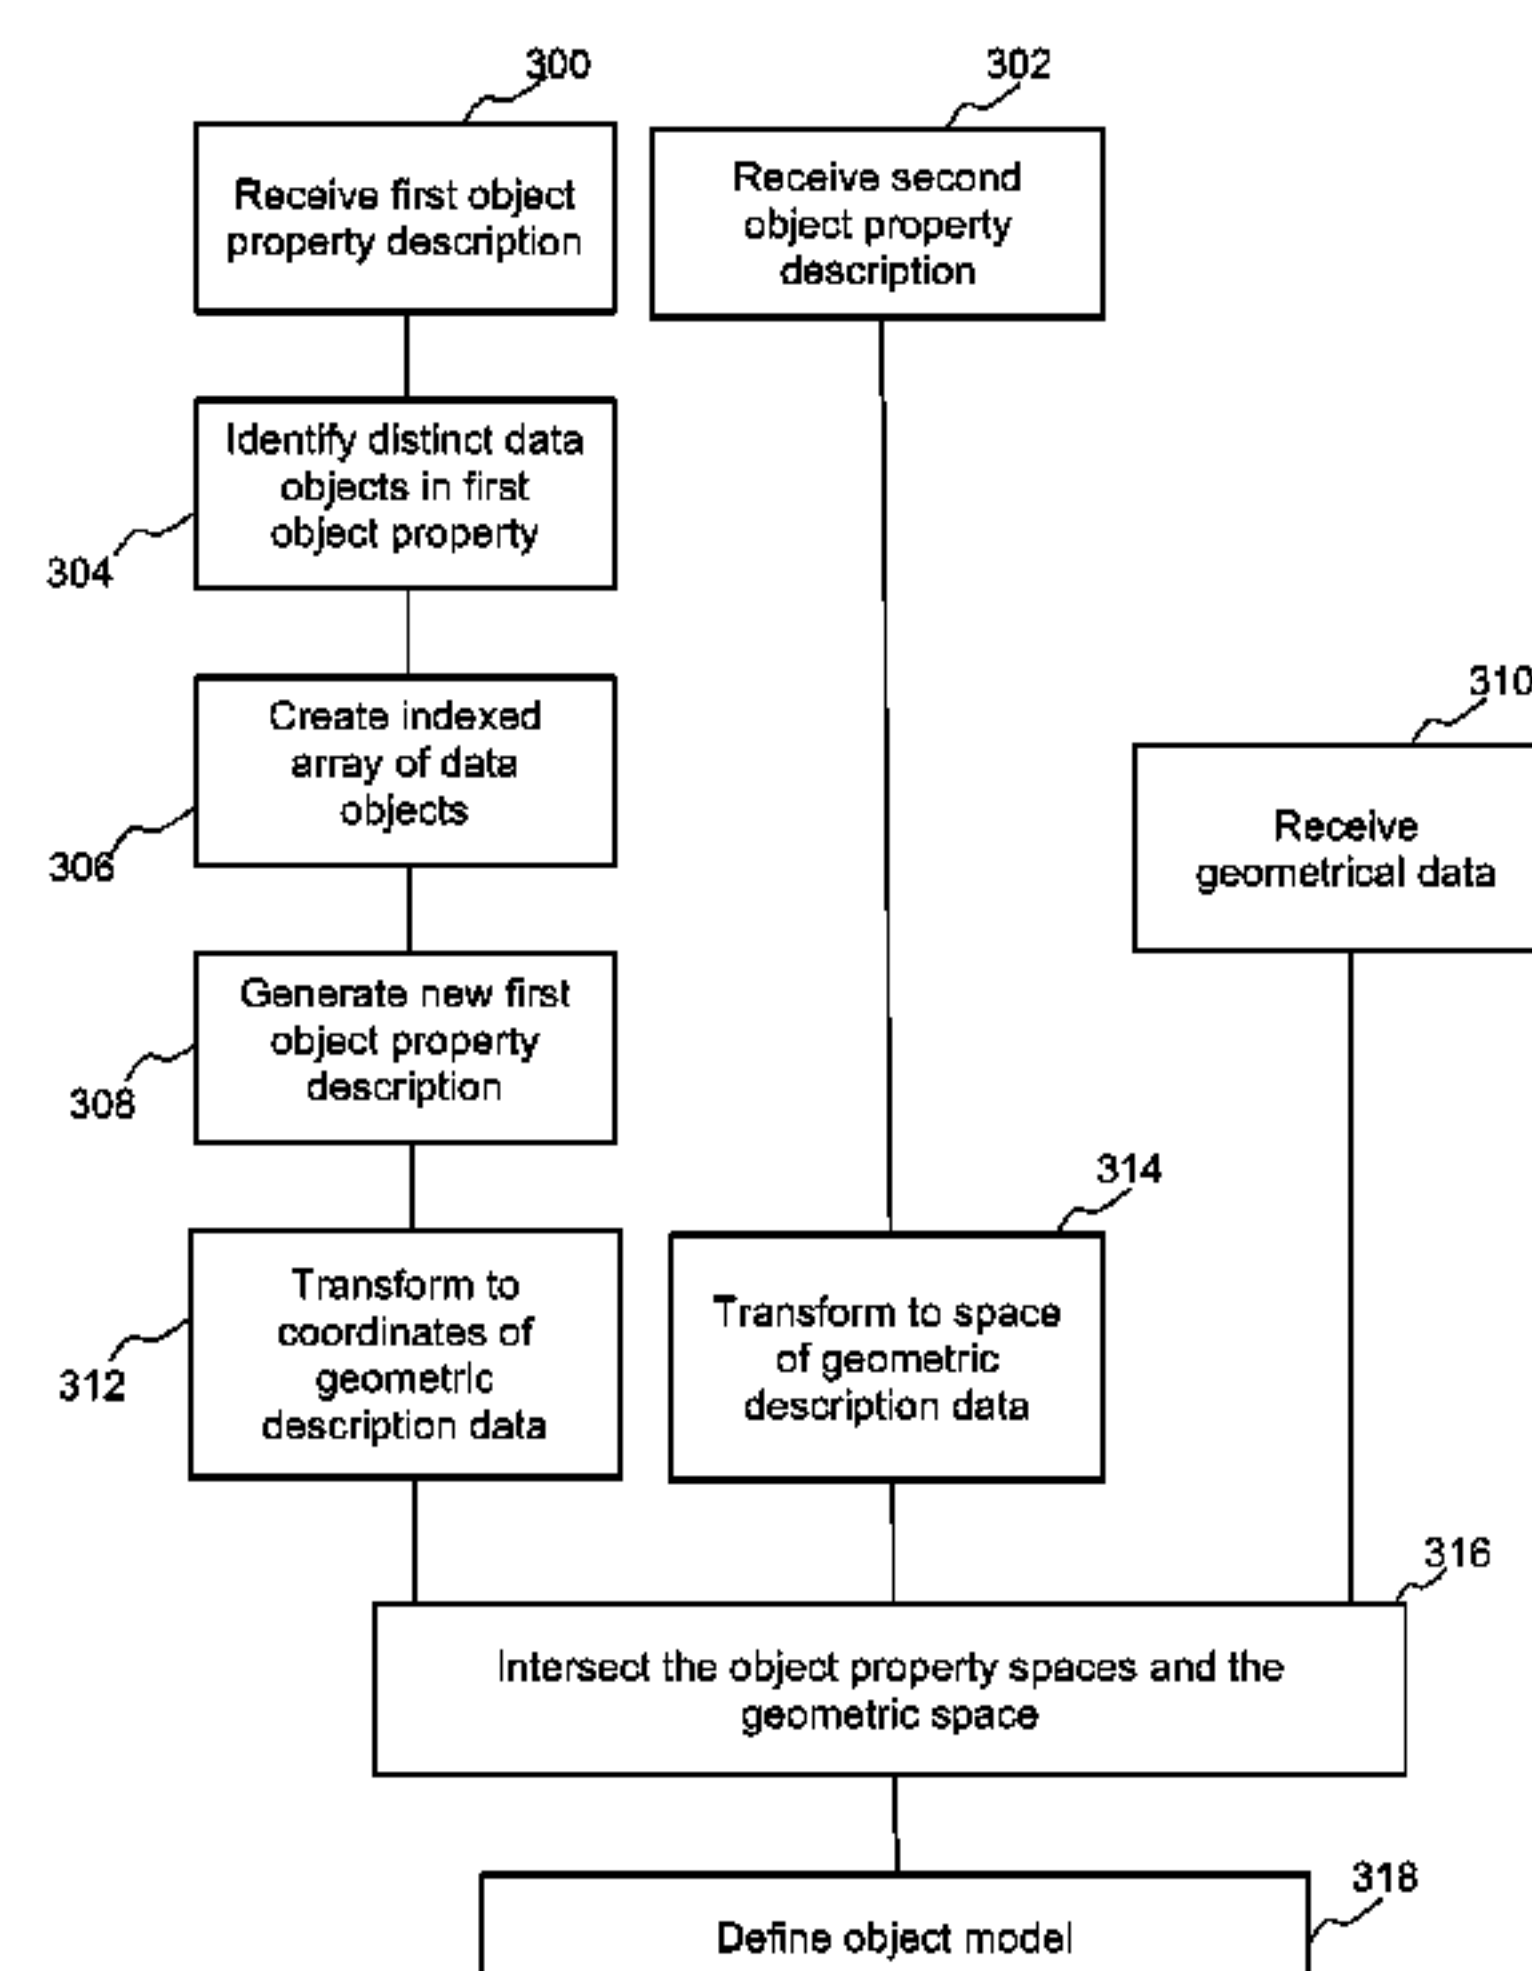 300
302
Receive first object
property description
Receive second
object property
description
Identify distinct data
objects in first
object property
304
Create indexed
array of data
objects
306
310
Receive
geometrical data
Generate new first
object property
description
308
314
Transform to
coordinates of
geometric
description data
312
Transform to space
of geometric
description data
316
Intersect the object property spaces and the
geometric space
318
Define object model